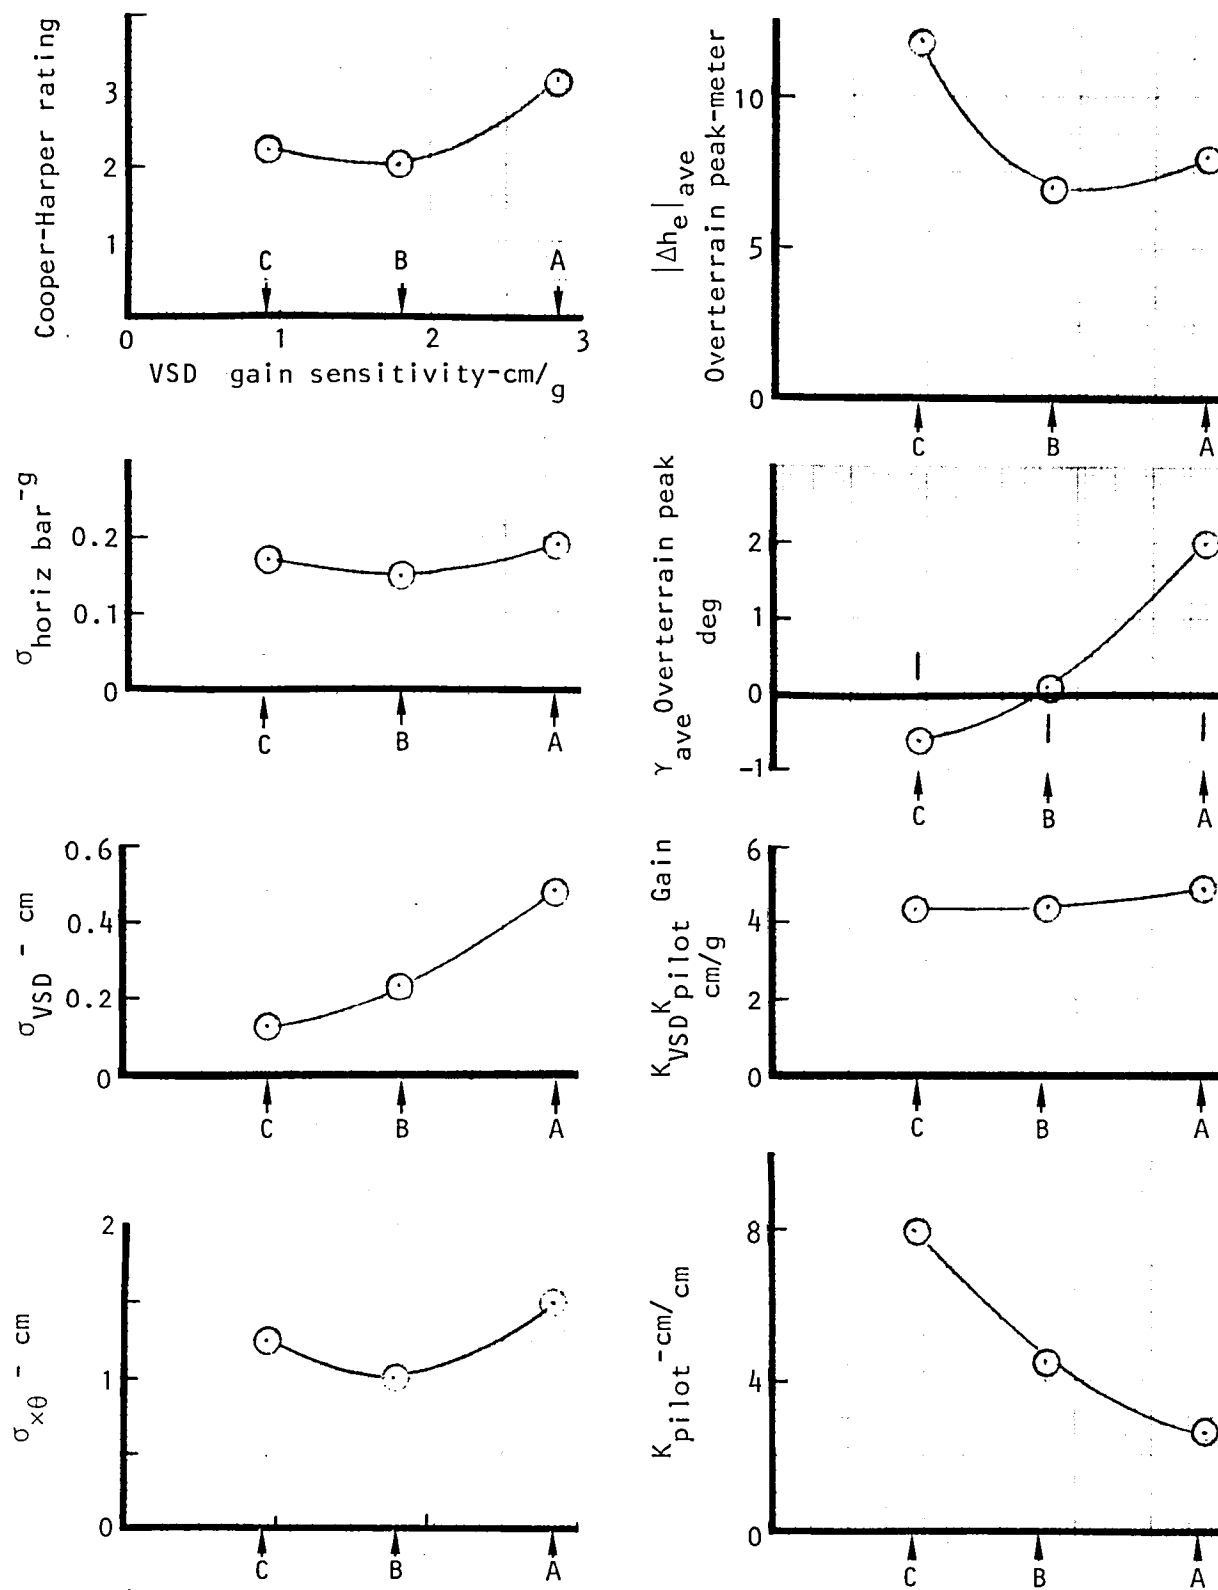 Cooper-Harper rating
3
2
1
C B A
0 1 2 3
VSD gain sensitivity-cm/g
|Δhe|ave
Overterrain peak-meter
10
5
0
C B A
σhoriz bar-g
0.2
0.1
0
C B A
γave Overterrain peak
deg
2
1
0
-1
C B A
σVSD - cm
0.6
0.4
0.2
0
C B A
KVSDKpilot Gain
cm/g
6
4
2
0
C B A
σxθ - cm
2
1
0
C B A
Kpilot-cm/cm
8
4
0
C B A